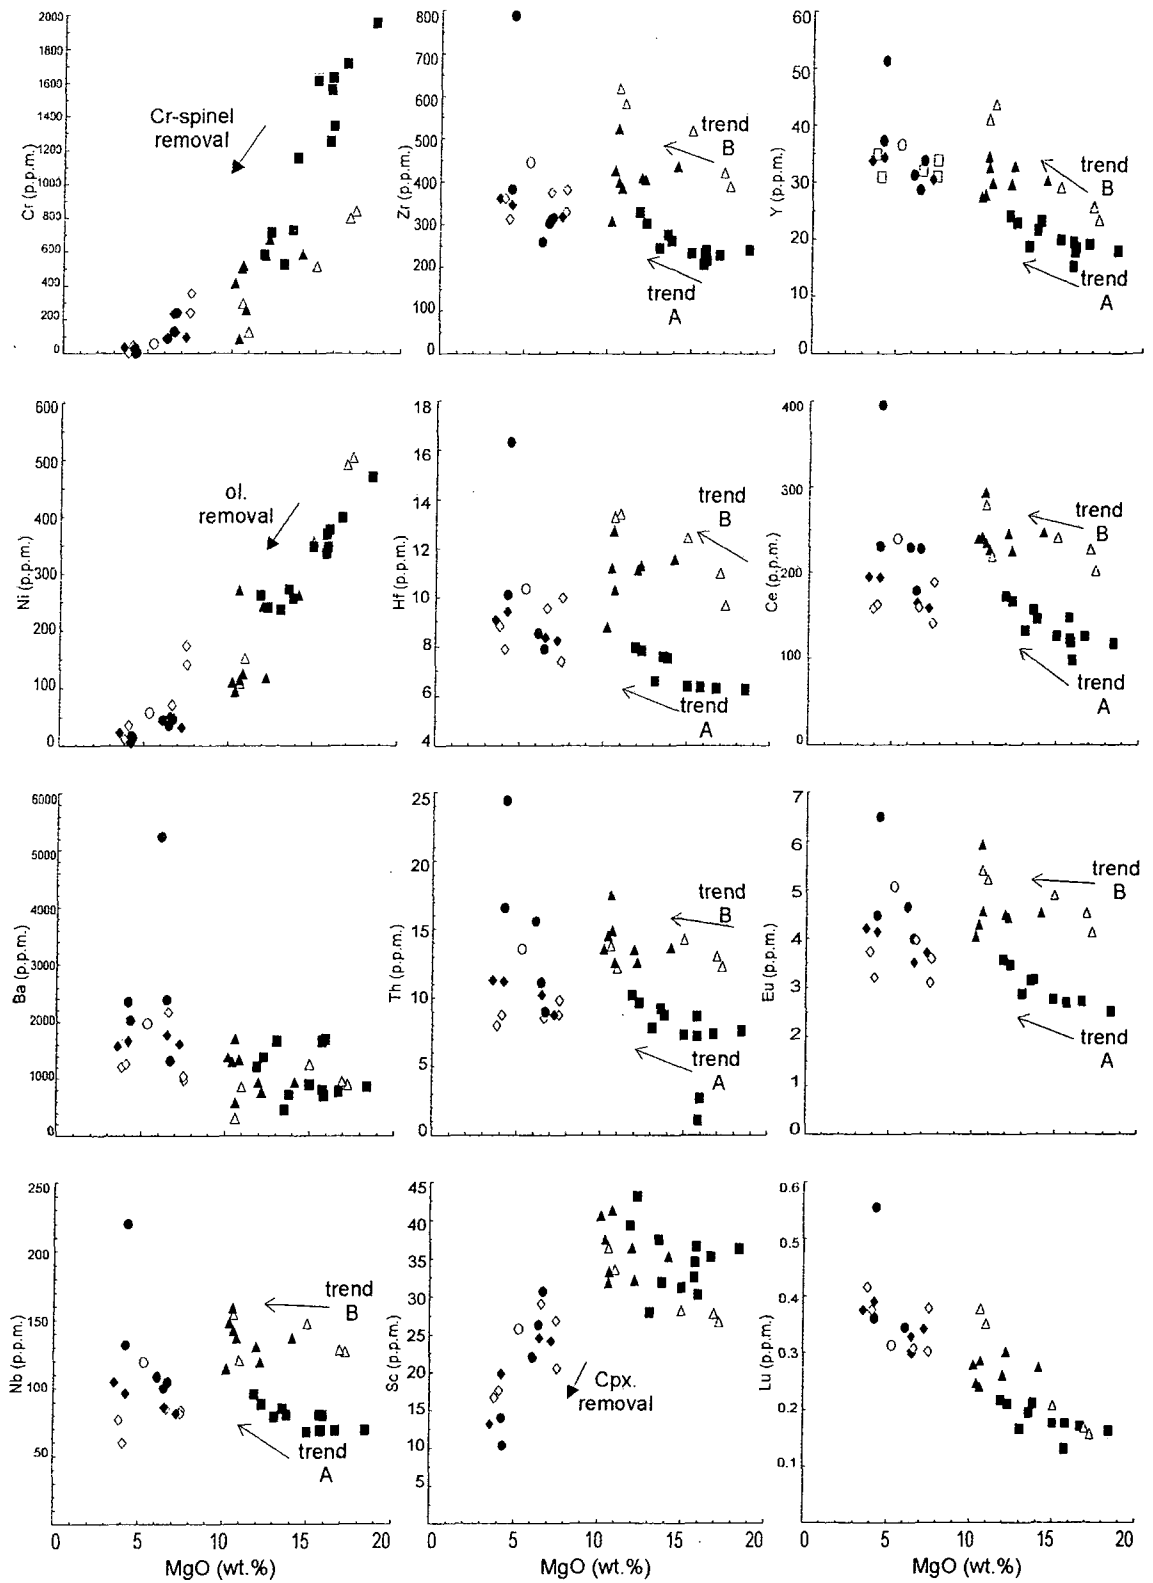 2000
1800
1600
1400
1200
1000
800
600
400
200
0
Cr (p.p.m.)
Cr-spinel
removal
800
700
600
500
400
300
200
100
0
Zr (p.p.m.)
trend
B
trend
A
60
50
40
30
20
10
0
Y (p.p.m.)
trend
B
trend
A
600
500
400
300
200
100
0
Ni (p.p.m.)
ol.
removal
18
16
14
12
10
8
6
4
Hf (p.p.m.)
trend
B
trend
A
400
300
200
100
0
Ce (p.p.m.)
trend
B
trend
A
6000
5000
4000
3000
2000
1000
0
Ba (p.p.m.)
25
20
15
10
5
0
Th (p.p.m.)
trend
B
trend
A
7
6
5
4
3
2
1
0
Eu (p.p.m.)
trend
B
trend
A
250
200
150
100
50
Nb (p.p.m.)
trend
B
trend
A
0 5 10 15 20
MgO (wt.%)
45
40
35
30
25
20
15
10
5
Sc (p.p.m.)
Cpx.
removal
0 5 10 15 20
MgO (wt.%)
0.6
0.5
0.4
0.3
0.2
0.1
Lu (p.p.m.)
0 5 10 15 20
MgO (wt.%)